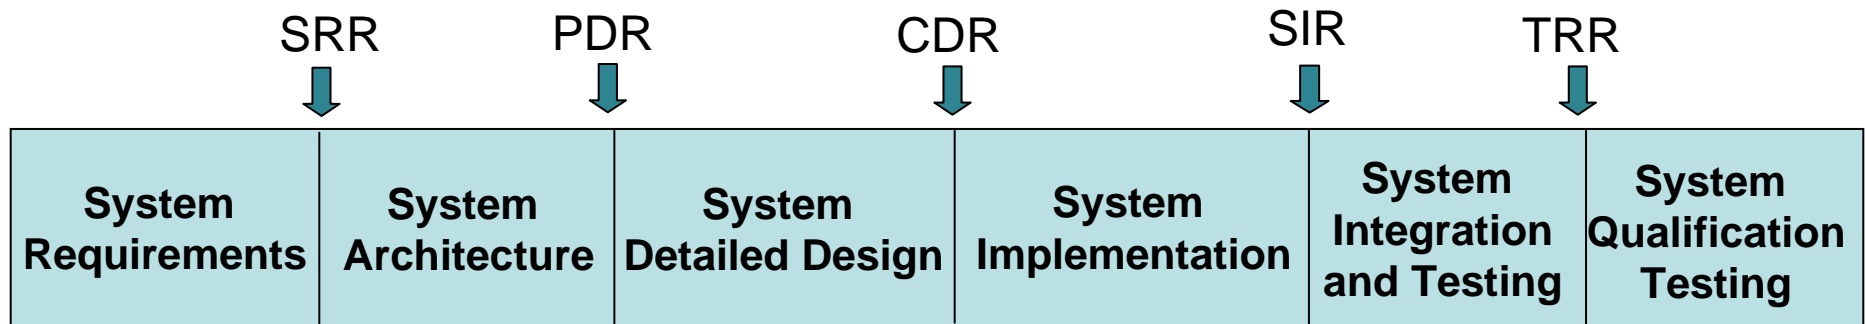 SRR
PDR
CDR
SIR
TRR
System
Requirements
System
Architecture
System
Detailed Design
System
Implementation
System
Integration
and Testing
System
Qualification
Testing